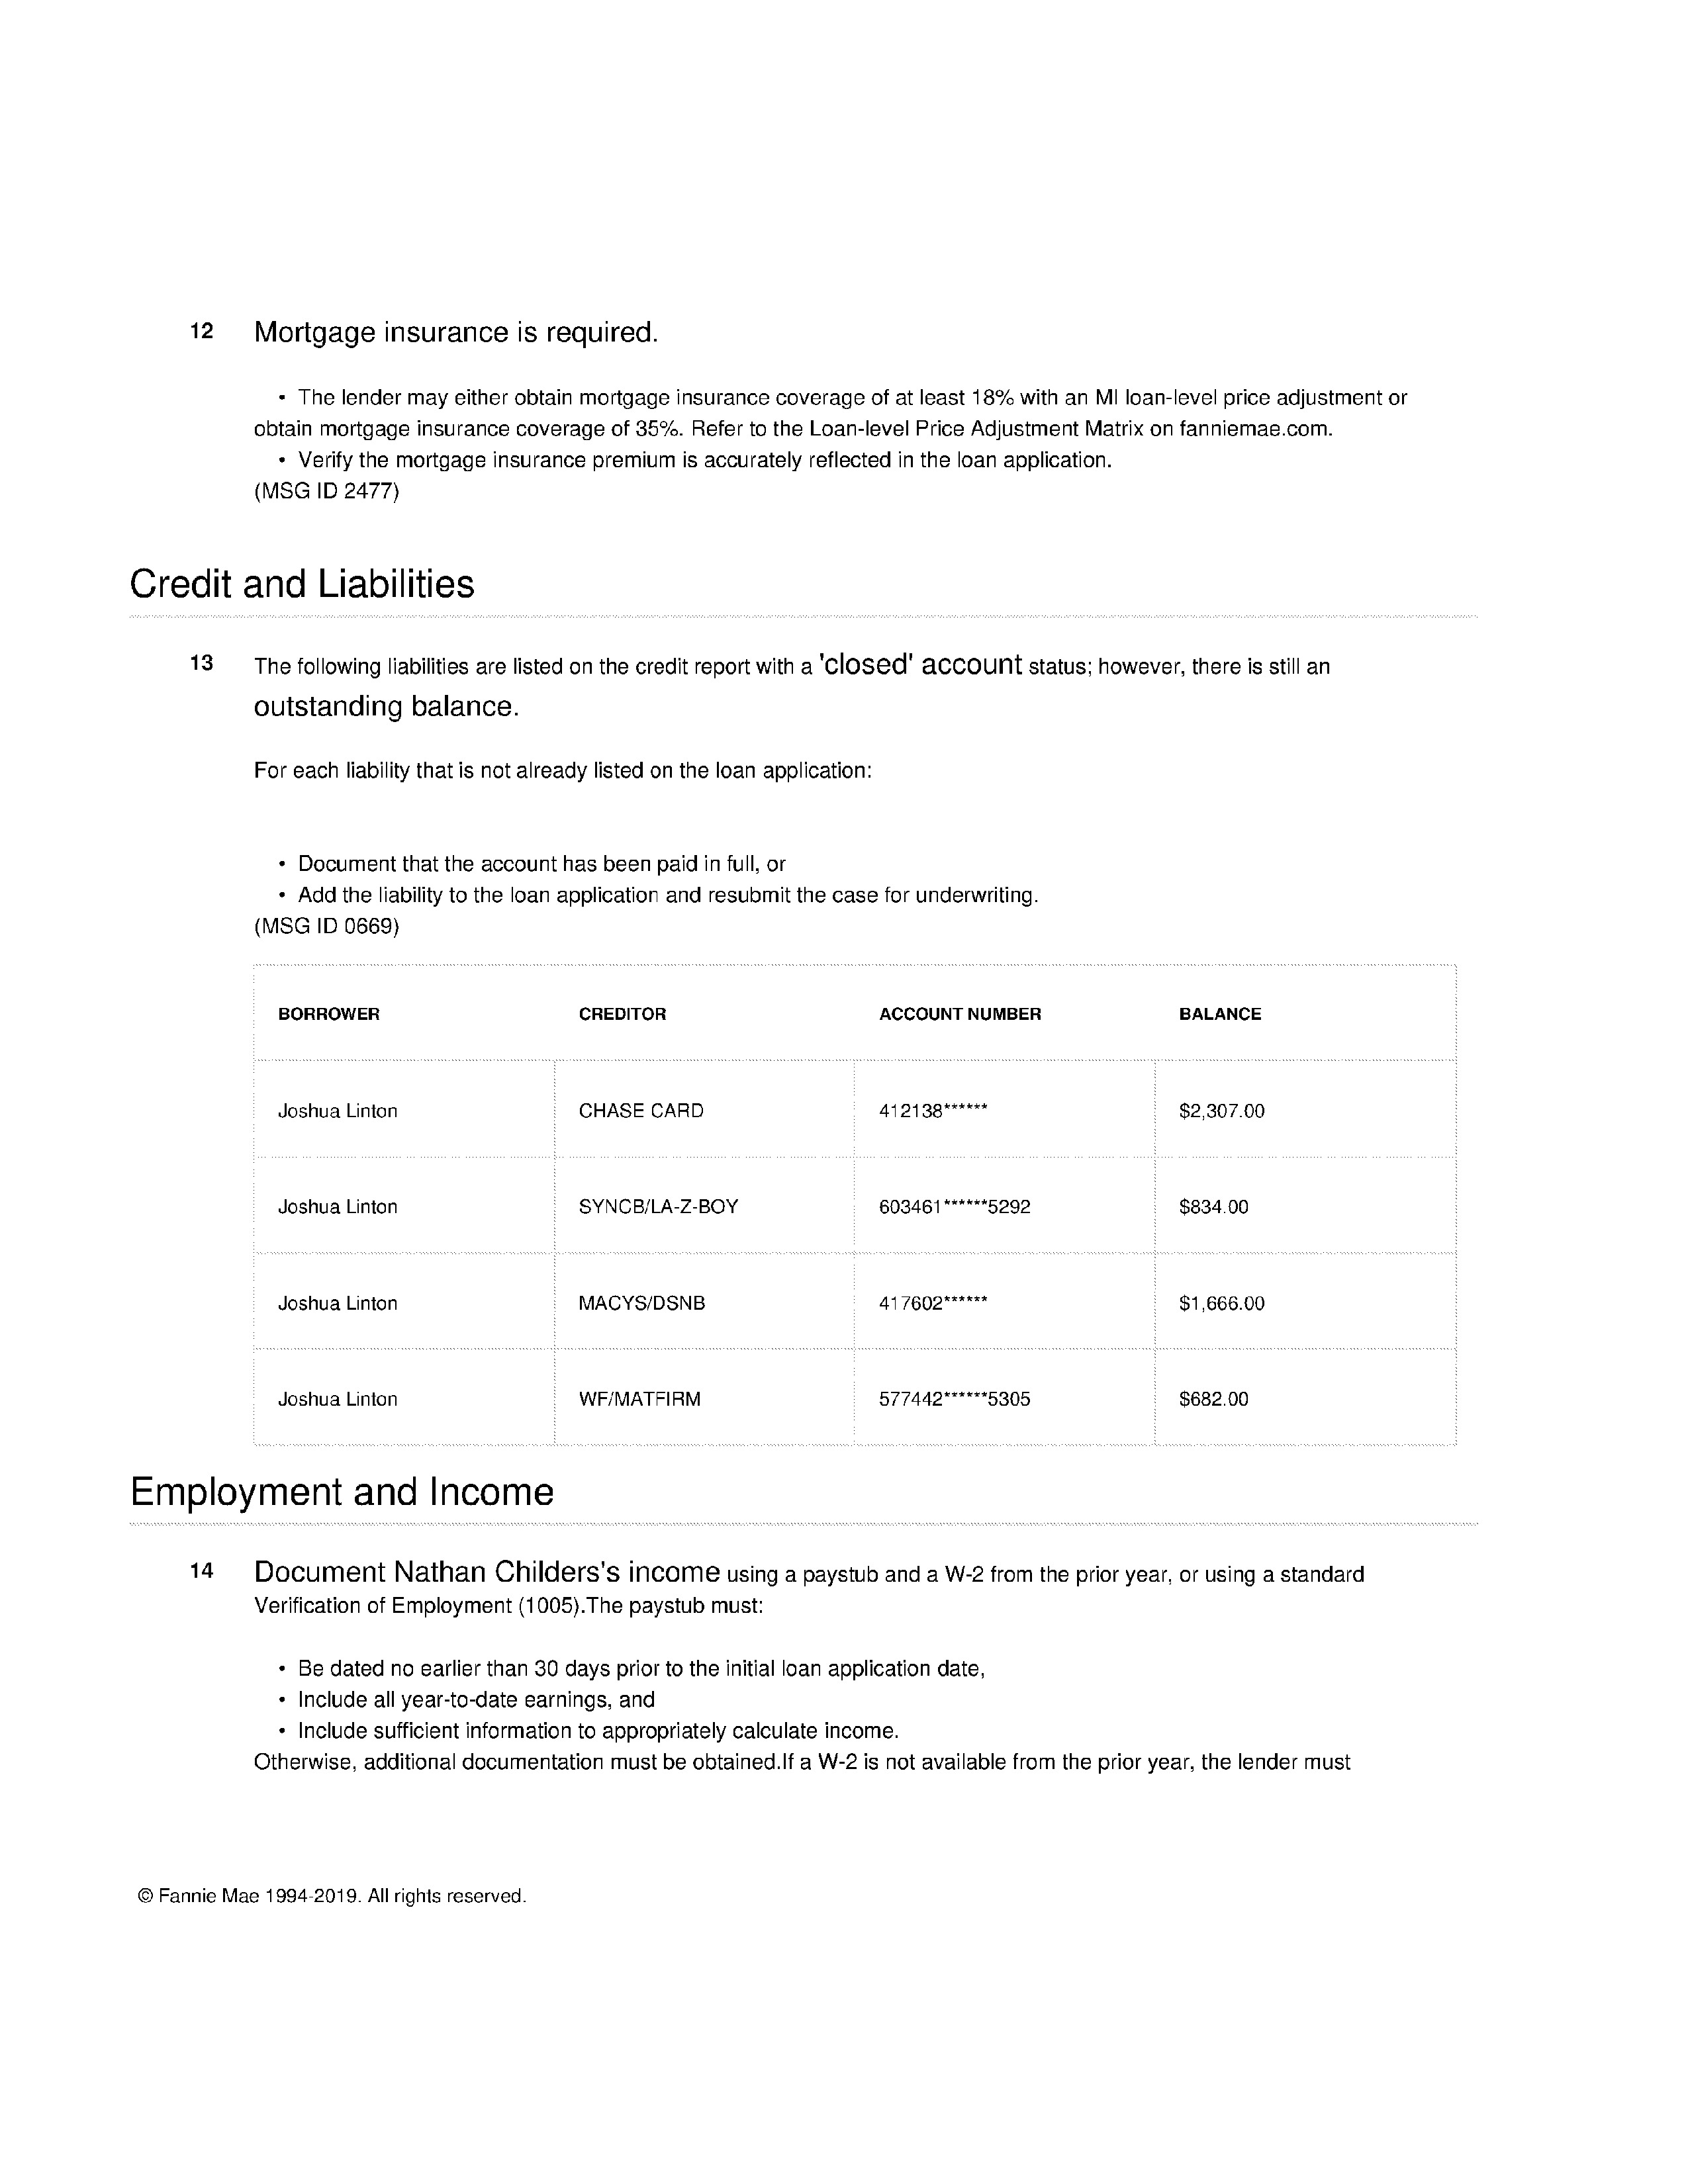 12 Mortgage insurance is required.
• The lender may either obtain mortgage insurance coverage of at least 18% with an MI loan-level price adjustment or
obtain mortgage insurance coverage of 35%. Refer to the Loan-level Price Adjustment Matrix on fanniemae.com.
• Verify the mortgage insurance premium is accurately reflected in the loan application.
(MSG ID 2477)
Credit and Liabilities
13 The following liabilities are listed on the credit report with a 'closed' account status; however, there is still an
outstanding balance.
For each liability that is not already listed on the loan application:
• Document that the account has been paid in full, or
• Add the liability to the loan application and resubmit the case for underwriting.
(MSG ID 0669)
BORROWER CREDITOR ACCOUNT NUMBER BALANCE
Joshua Linton CHASE CARD 412138****** $2,307.00
Joshua Linton SYNCB/LA-Z-BOY 603461******5292 $834.00
Joshua Linton MACYS/DSNB 417602****** $1,666.00
Joshua Linton WF/MATFIRM 577442******5305 $682.00
Employment and Income
14 Document Nathan Childers's income using a paystub and a W-2 from the prior year, or using a standard
Verification of Employment (1005).The paystub must:
• Be dated no earlier than 30 days prior to the initial loan application date,
• Include all year-to-date earnings, and
• Include sufficient information to appropriately calculate income.
Otherwise, additional documentation must be obtained.If a W-2 is not available from the prior year, the lender must
© Fannie Mae 1994-2019. All rights reserved.